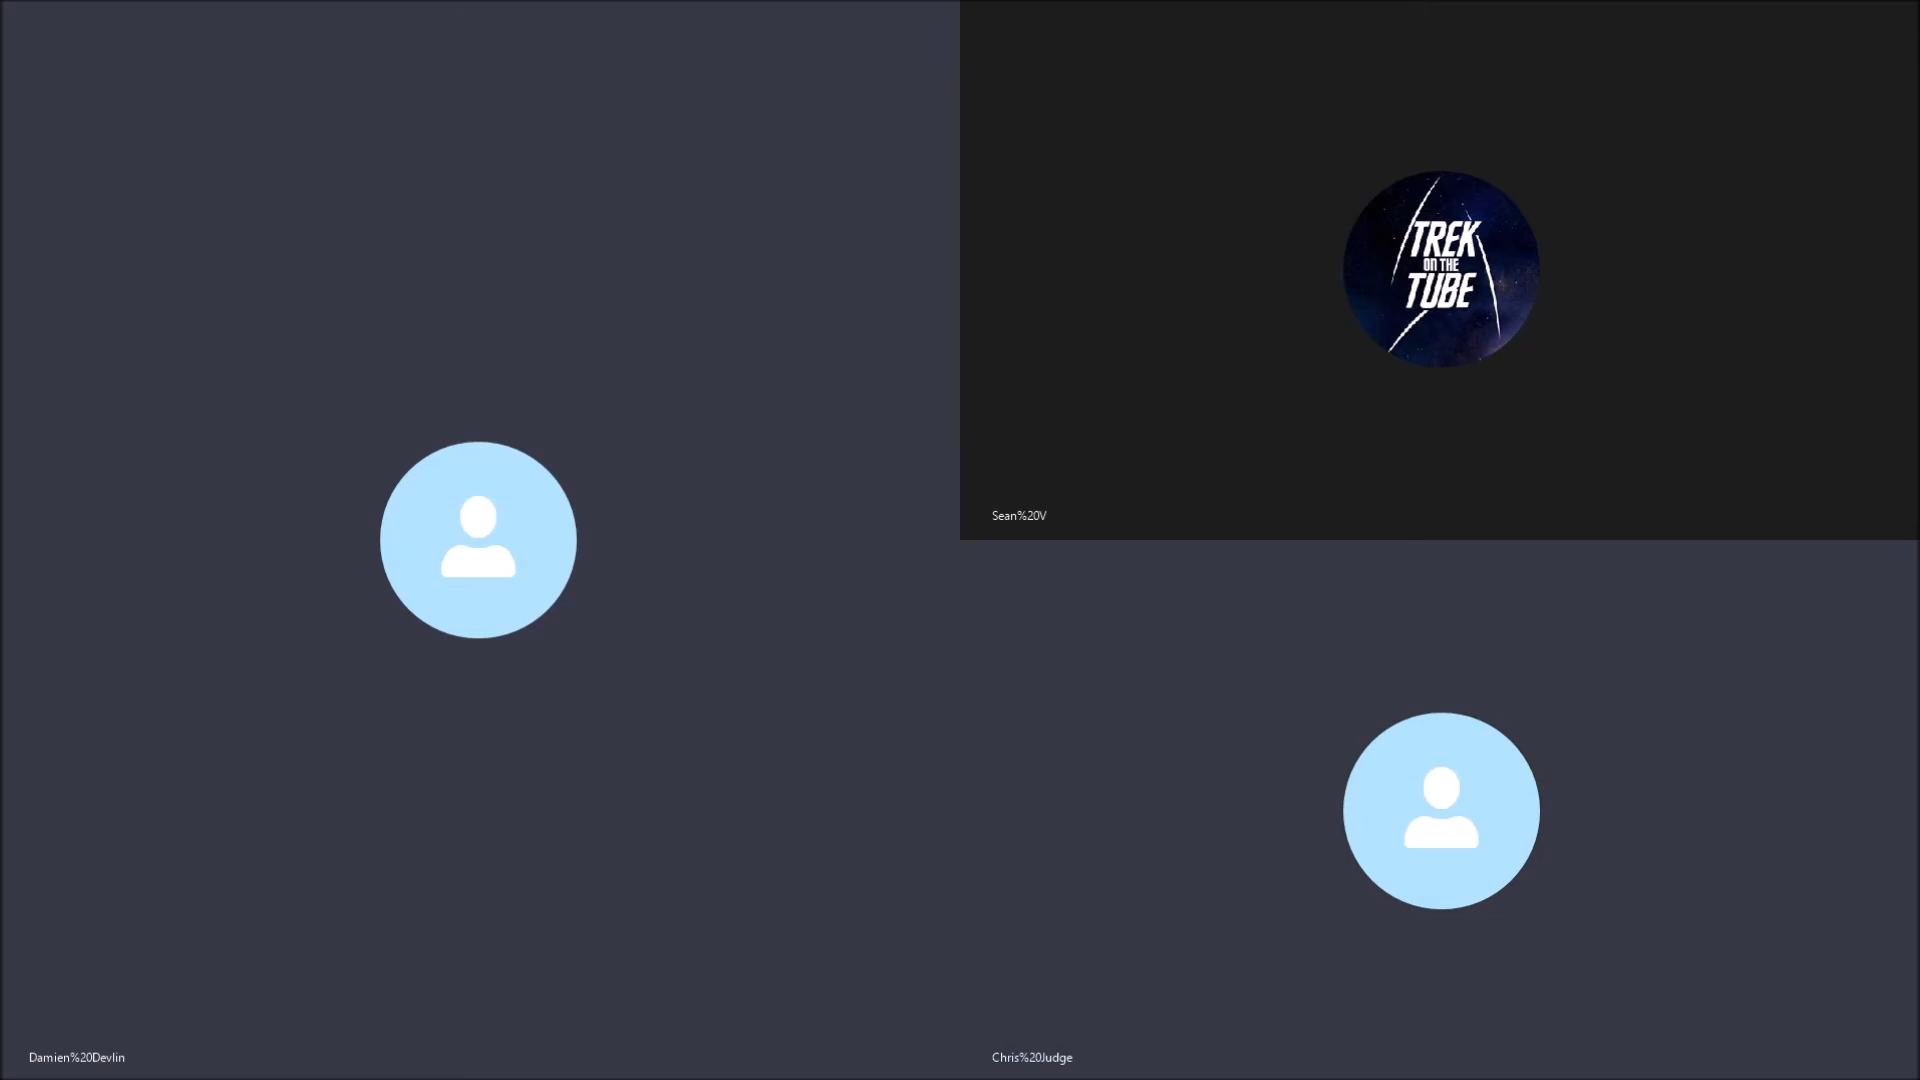 TREK
ON THE
TUBE
Sean%20V
Damien%20Devlin
Chris%20Judge